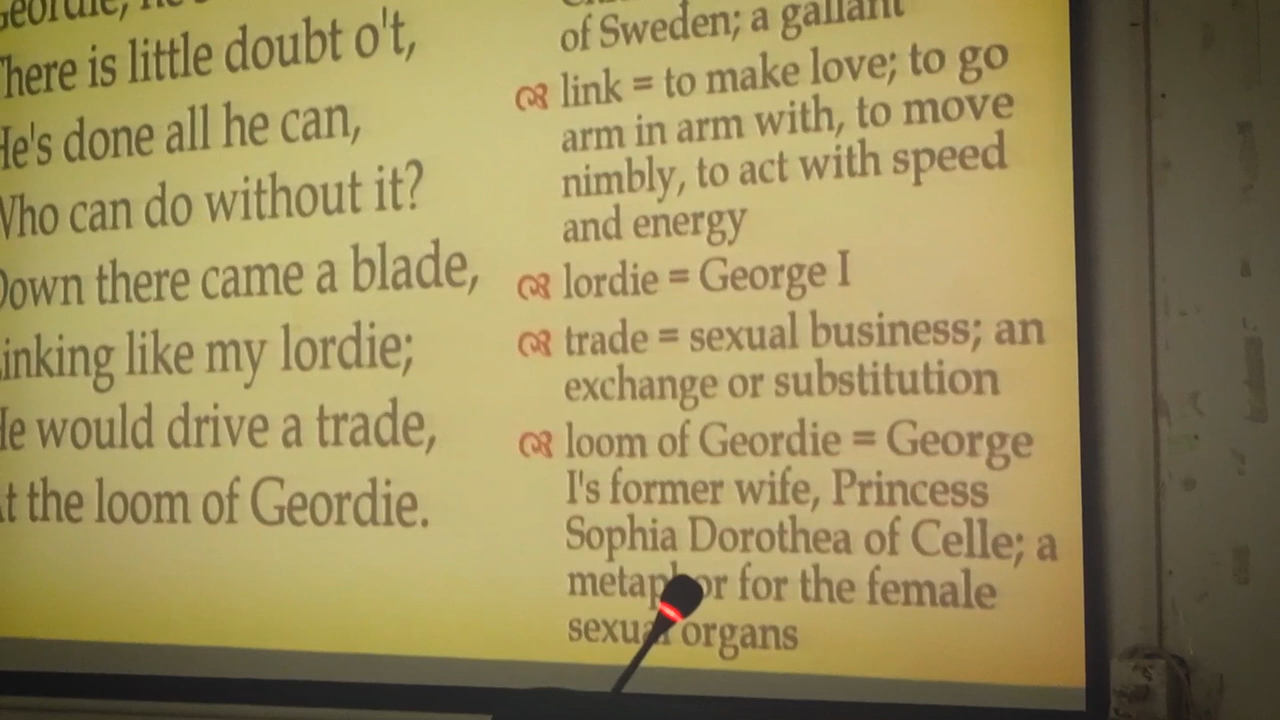 Geordie, he's
There is little doubt o't,
He's done all he can,
Who can do without it?
Down there came a blade,
Linking like my lordie;
He would drive a trade,
At the loom of Geordie.
of Sweden; a gallant
link = to make love; to go
arm in arm with, to move
nimbly, to act with speed
and energy
lordie = George I
trade = sexual business; an
exchange or substitution
loom of Geordie = George
I's former wife, Princess
Sophia Dorothea of Celle; a
metaphor for the female
sexual organs